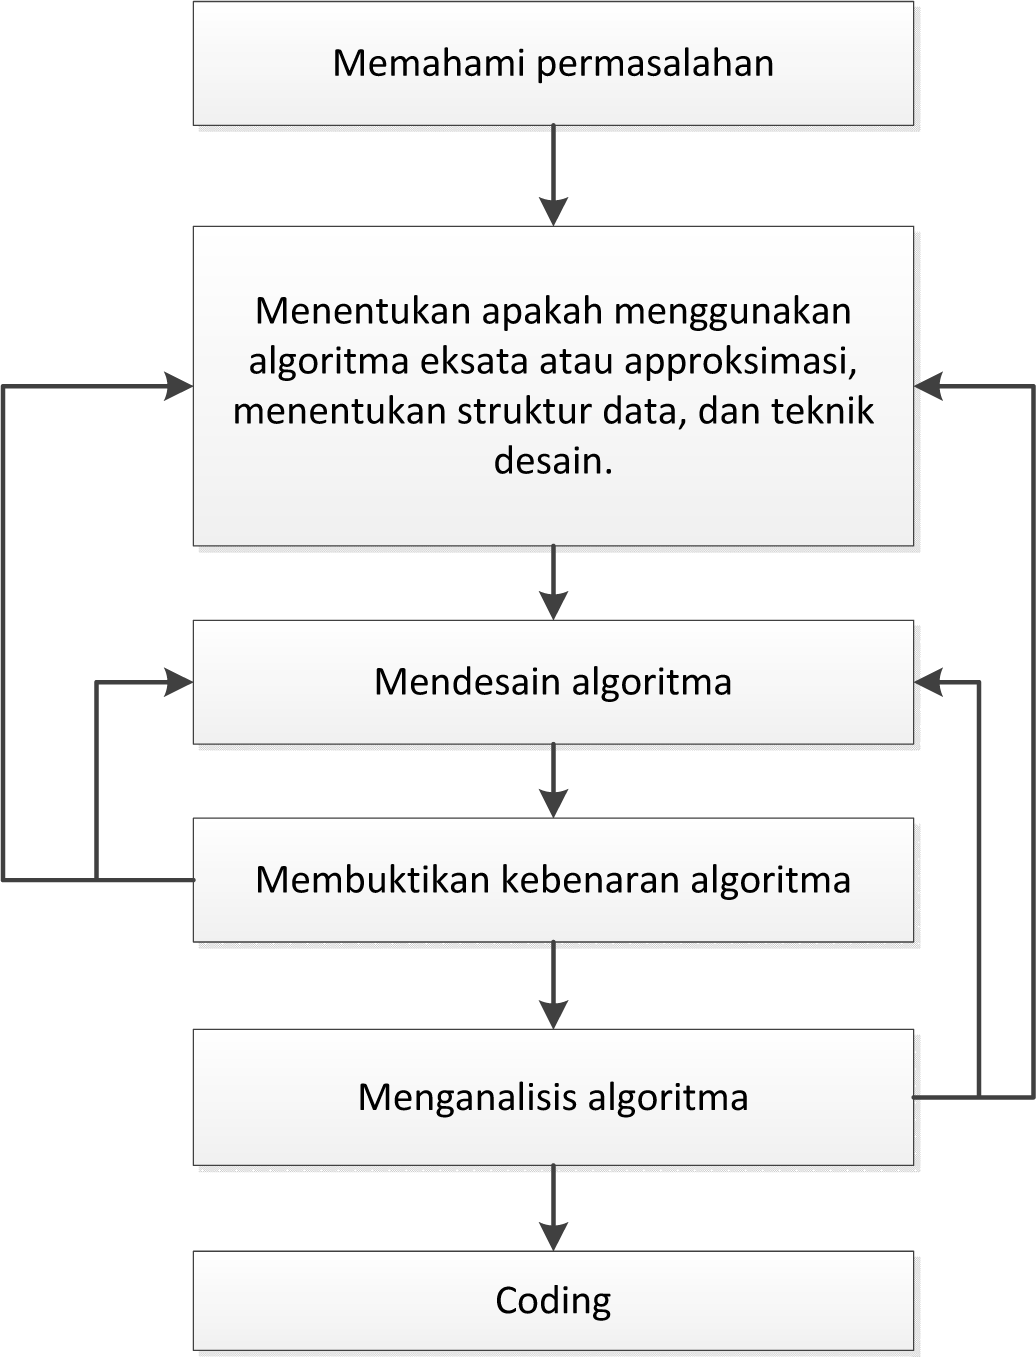 Memahami permasalahan
Menentukan apakah menggunakan
algoritma eksata atau approksimasi,
menentukan struktur data, dan teknik
desain.
Mendesain algoritma
Membuktikan kebenaran algoritma
Menganalisis algoritma
Coding